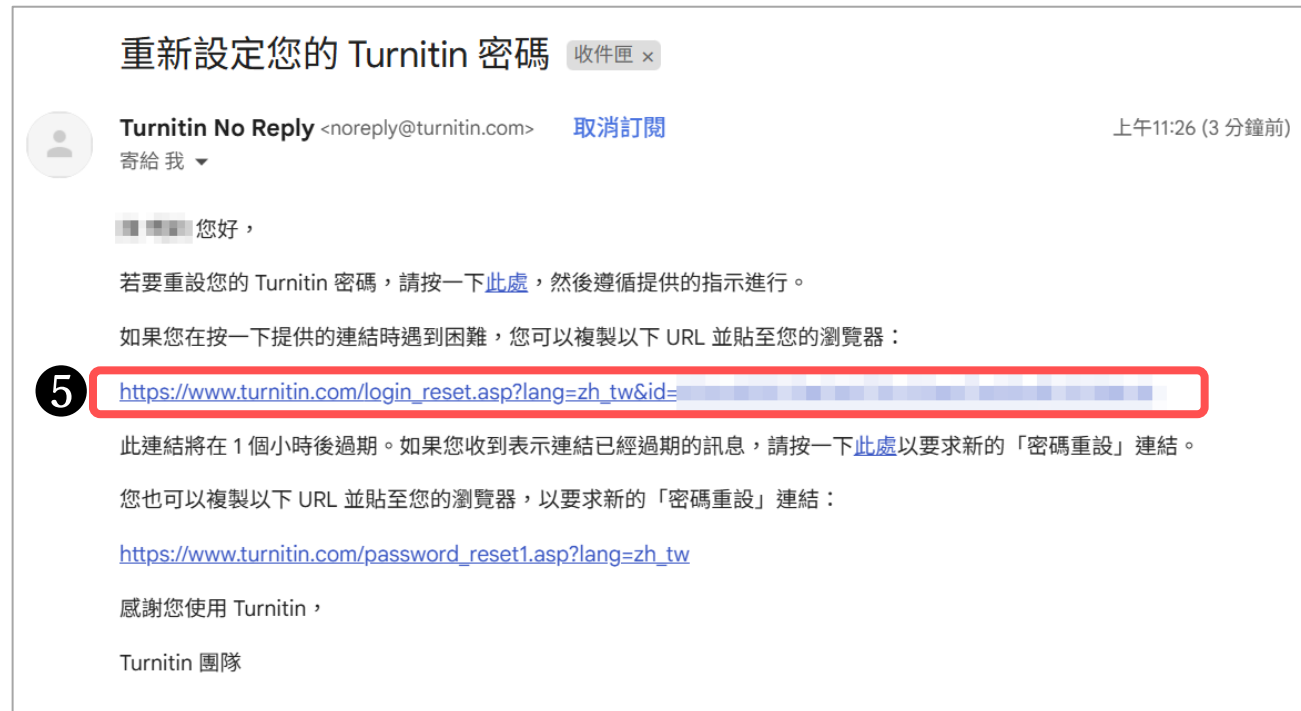 重新設定您的 Turnitin 密碼 收件匣 ×
Turnitin No Reply <noreply@turnitin.com> 取消訂閱 上午11:26 (3 分鐘前)
寄給 我
您好，
若要重設您的 Turnitin 密碼，請按一下此處，然後遵循提供的指示進行。
如果您在按一下提供的連結時遇到困難，您可以複製以下 URL 並貼至您的瀏覽器：
❺ https://www.turnitin.com/login_reset.asp?lang=zh_tw&id=
此連結將在 1 個小時後過期。如果您收到表示連結已經過期的訊息，請按一下此處以要求新的「密碼重設」連結。
您也可以複製以下 URL 並貼至您的瀏覽器，以要求新的「密碼重設」連結：
https://www.turnitin.com/password_reset1.asp?lang=zh_tw
感謝您使用 Turnitin，
Turnitin 團隊